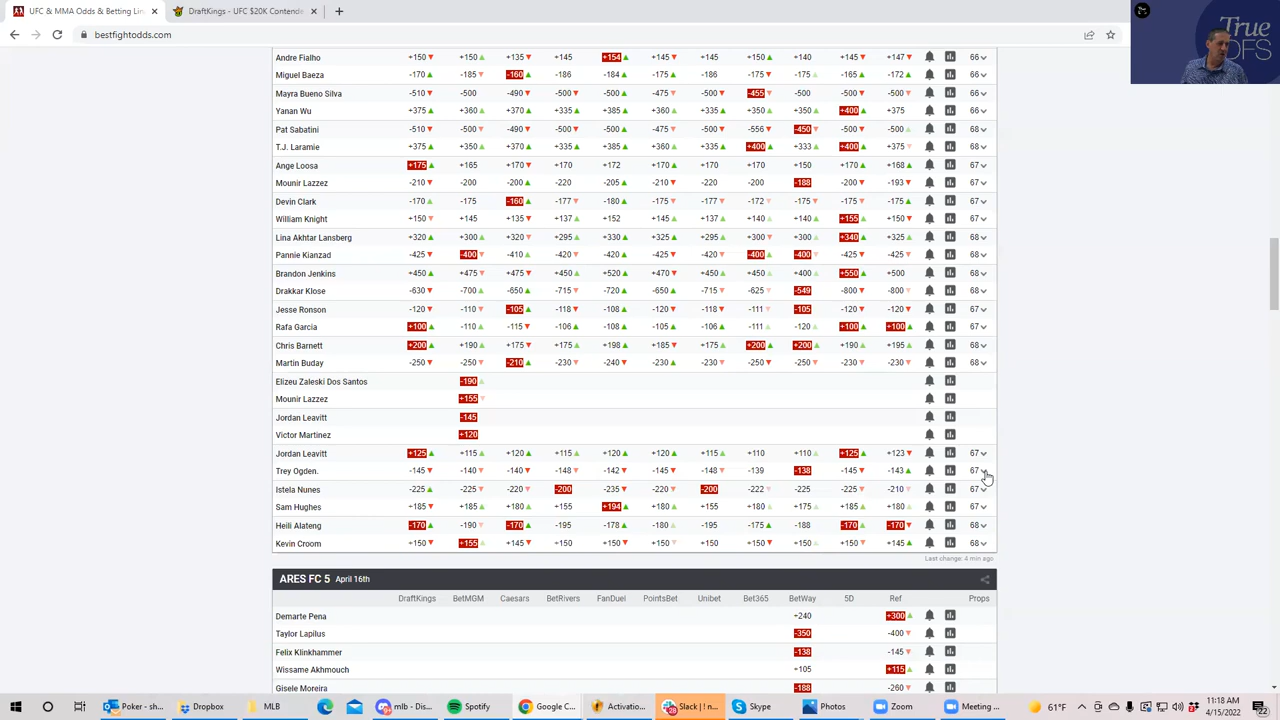 UFC & MMA Odds & Betting Lin × DraftKings - UFC $20K Contende × +
bestfightodds.com
True
DFS
Andre Fialho +150 +150 +135 +145 +154 +145 +145 +150 +140 +145 +147 66
Miguel Baeza -170 -185 -160 -186 -184 -175 -186 -175 -175 -165 -172 66
Mayra Bueno Silva -510 -500 -490 -500 -500 -475 -500 -455 -500 -500 -500 66
Yanan Wu +375 +360 +370 +335 +385 +360 +335 +350 +350 +400 +375 66
Pat Sabatini -510 -500 -490 -500 -500 -475 -500 -556 -450 -500 -500 68
T.J. Laramie +375 +350 +370 +335 +385 +360 +335 +400 +333 +400 +375 68
Ange Loosa +175 +165 +170 +170 +172 +170 +170 +170 +150 +170 +168 67
Mounir Lazzez -210 -200 -200 -220 -205 -210 -220 -200 -188 -200 -193 67
Devin Clark -170 -175 -160 -177 -180 -175 -177 -172 -175 -175 -175 67
William Knight +150 +145 +135 +137 +152 +145 +137 +140 +140 +155 +150 67
Lina Akhtar Lansberg +320 +300 +320 +295 +330 +325 +295 +300 +300 +340 +325 68
Pannie Kianzad -425 -400 -410 -420 -420 -425 -420 -400 -400 -425 -425 68
Brandon Jenkins +450 +475 +475 +450 +520 +470 +450 +450 +400 +550 +500 68
Drakkar Klose -630 -700 -650 -715 -720 -650 -715 -625 -549 -800 -800 68
Jesse Ronson -120 -110 -105 -118 -108 -120 -118 -111 -105 -120 -120 67
Rafa Garcia +100 -110 -115 -106 -108 -105 -106 -111 -120 +100 +100 67
Chris Barnett +200 +190 +175 +175 +198 +185 +175 +200 +200 +190 +195 68
Martin Buday -250 -250 -210 -230 -240 -230 -230 -250 -250 -230 -230 68
Elizeu Zaleski Dos Santos -190
Mounir Lazzez +155
Jordan Leavitt -145
Victor Martinez +120
Jordan Leavitt +125 +115 +120 +115 +120 +120 +115 +110 +110 +125 +123 67
Trey Ogden. -145 -140 -140 -148 -142 -145 -148 -139 -138 -145 -143 67
Istela Nunes -225 -225 -220 -200 -235 -220 -200 -222 -225 -225 -210 67
Sam Hughes +185 +185 +180 +155 +194 +180 +155 +180 +175 +185 +180 67
Heili Alateng -170 -190 -170 -195 -178 -180 -195 -175 -188 -170 -170 68
Kevin Croom +150 +155 +145 +150 +150 +150 +150 +150 +150 +150 +145 68
Last change: 4 min ago
ARES FC 5 April 16th
DraftKings BetMGM Caesars BetRivers FanDuel PointsBet Unibet Bet365 BetWay 5D Ref Props
Demarte Pena +240 +300
Taylor Lapilus -350 -400
Felix Klinkhammer -138 -145
Wissame Akhmouch +105 +115
Gisele Moreira -188 -260
Poker - sh... Dropbox MLB mlb - Dis... Spotify Google C... Activatio... Slack | ! n... Skype Photos Zoom Meeting ... 61°F 11:18 AM
4/15/2022 22